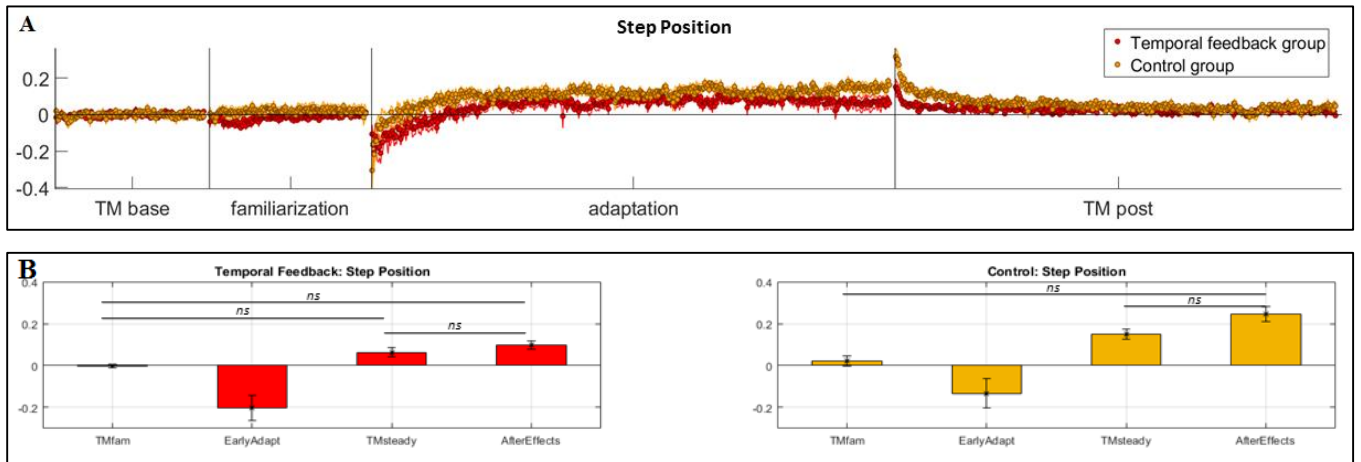 A
Step Position
Temporal feedback group
Control group
0.2
0
-0.2
-0.4
TM base
familiarization
adaptation
TM post
B
Temporal Feedback: Step Position
0.4
0.2
0
-0.2
ns
ns
ns
TMfam
EarlyAdapt
TMsteady
AfterEffects
Control: Step Position
0.4
0.2
0
-0.2
ns
ns
TMfam
EarlyAdapt
TMsteady
AfterEffects